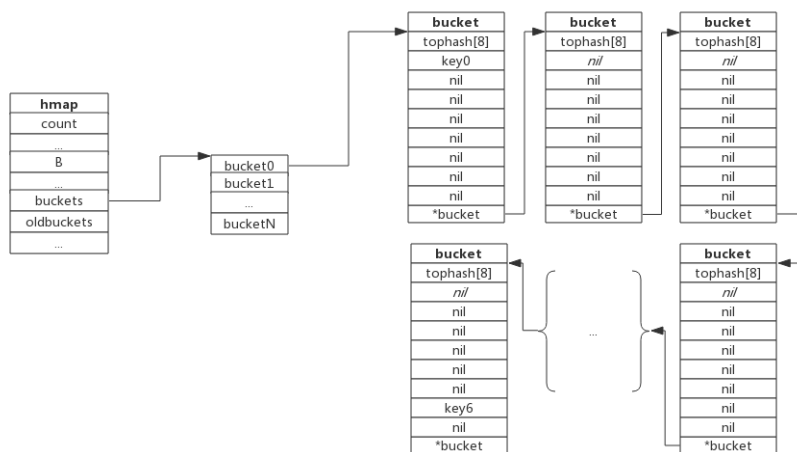 hmap
count
...
B
...
buckets
oldbuckets
...
bucket0
bucket1
...
bucketN
bucket
tophash[8]
key0
nil
nil
nil
nil
nil
nil
nil
*bucket
bucket
tophash[8]
nil
nil
nil
nil
nil
nil
nil
nil
*bucket
bucket
tophash[8]
nil
nil
nil
nil
nil
nil
nil
nil
*bucket
bucket
tophash[8]
nil
nil
nil
nil
nil
nil
key6
nil
*bucket
...
bucket
tophash[8]
nil
nil
nil
nil
nil
nil
nil
nil
*bucket